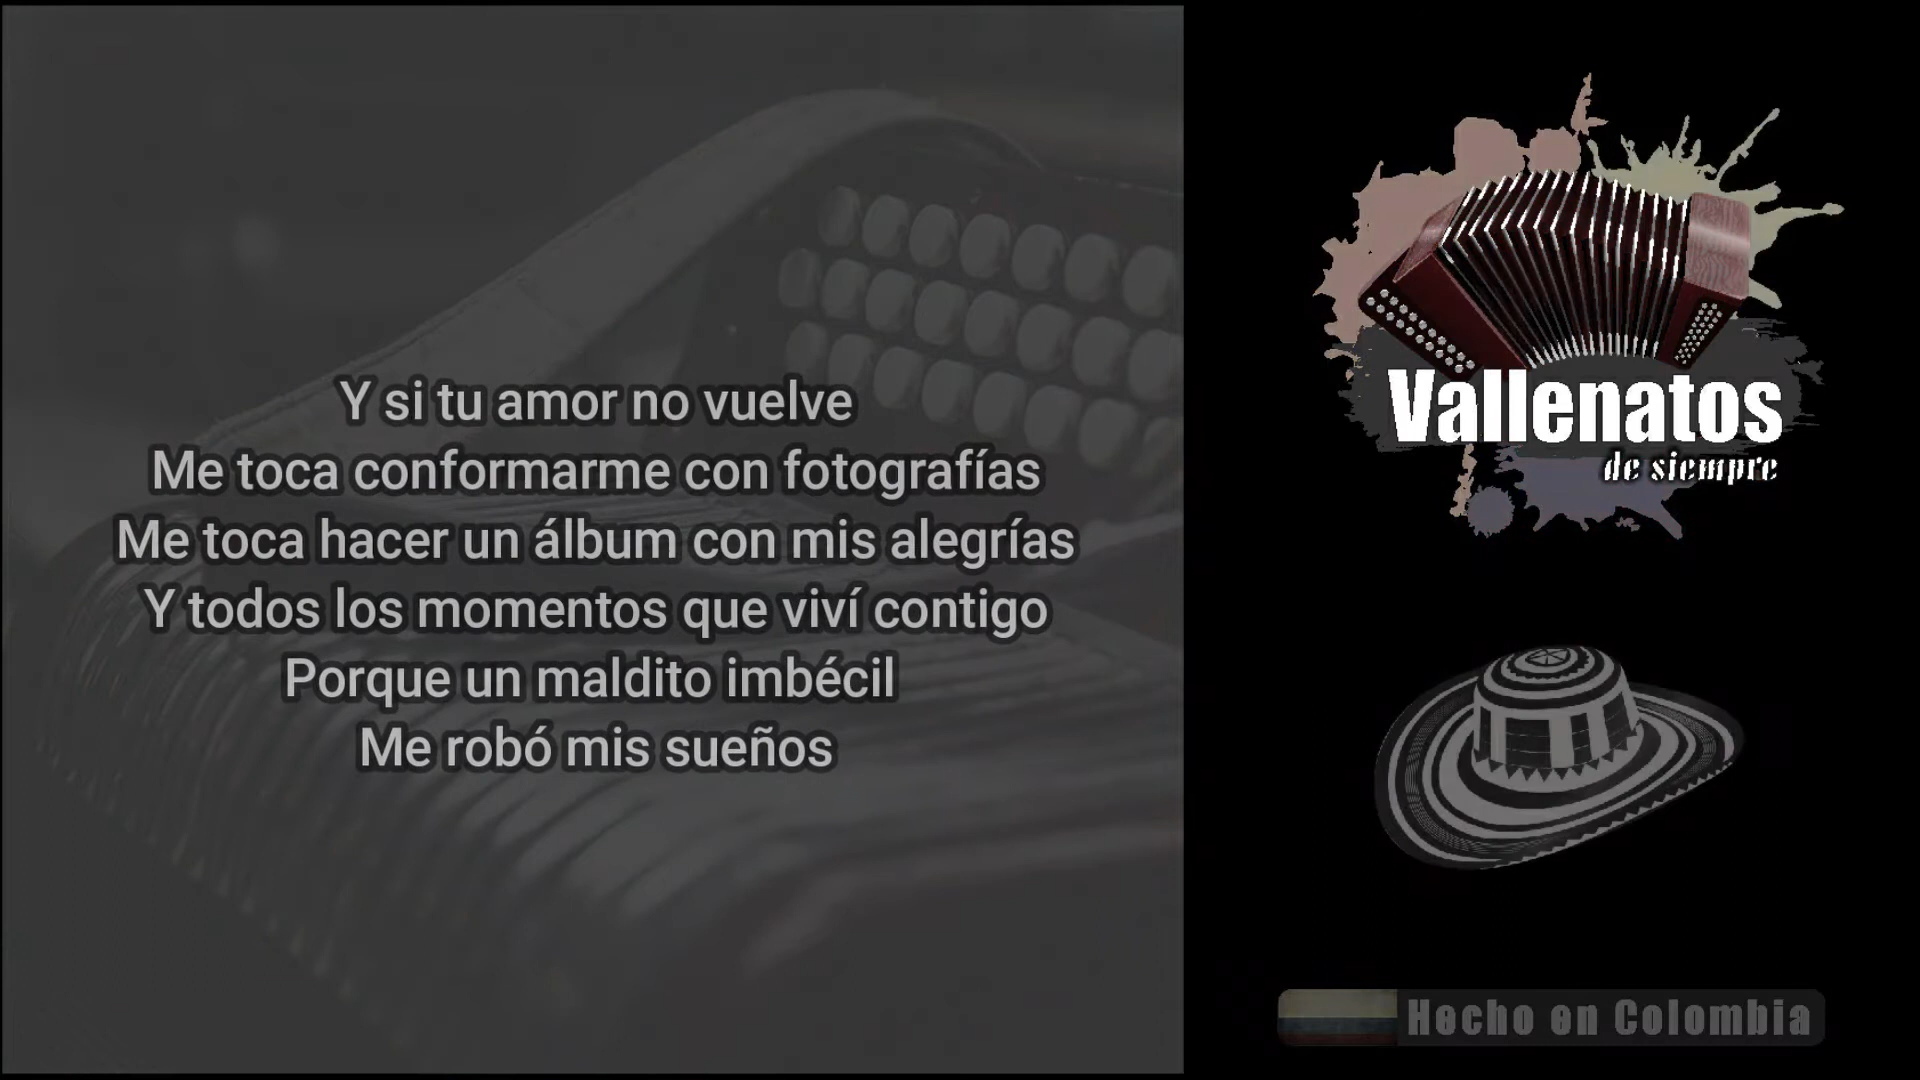 Y si tu amor no vuelve
Me toca conformarme con fotografías
Me toca hacer un álbum con mis alegrías
Y todos los momentos que viví contigo
Porque un maldito imbécil
Me robó mis sueños
Vallenatos
de siempre
Hecho en Colombia